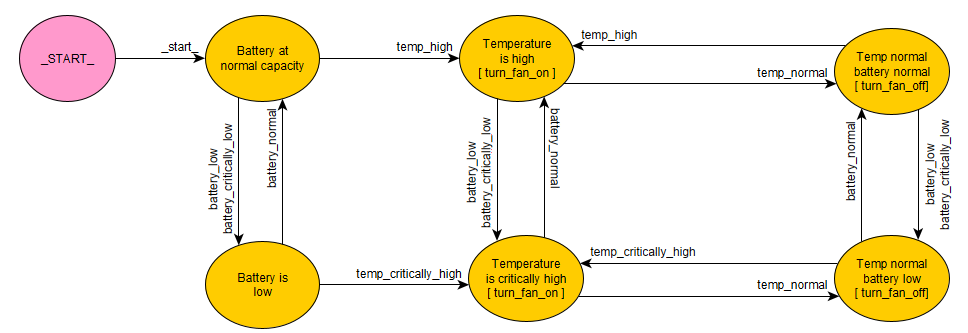 _START_
_start_
Battery at
normal capacity
temp_high
Temperature
is high
[ turn_fan_on ]
temp_high
temp_normal
Temp normal
battery normal
[ turn_fan_off]
battery_low
battery_critically_low
battery_normal
battery_low
battery_critically_low
battery_normal
battery_normal
battery_low
battery_critically_low
Battery is
low
temp_critically_high
Temperature
is critically high
[ turn_fan_on ]
temp_critically_high
temp_normal
Temp normal
battery low
[ turn_fan_off]